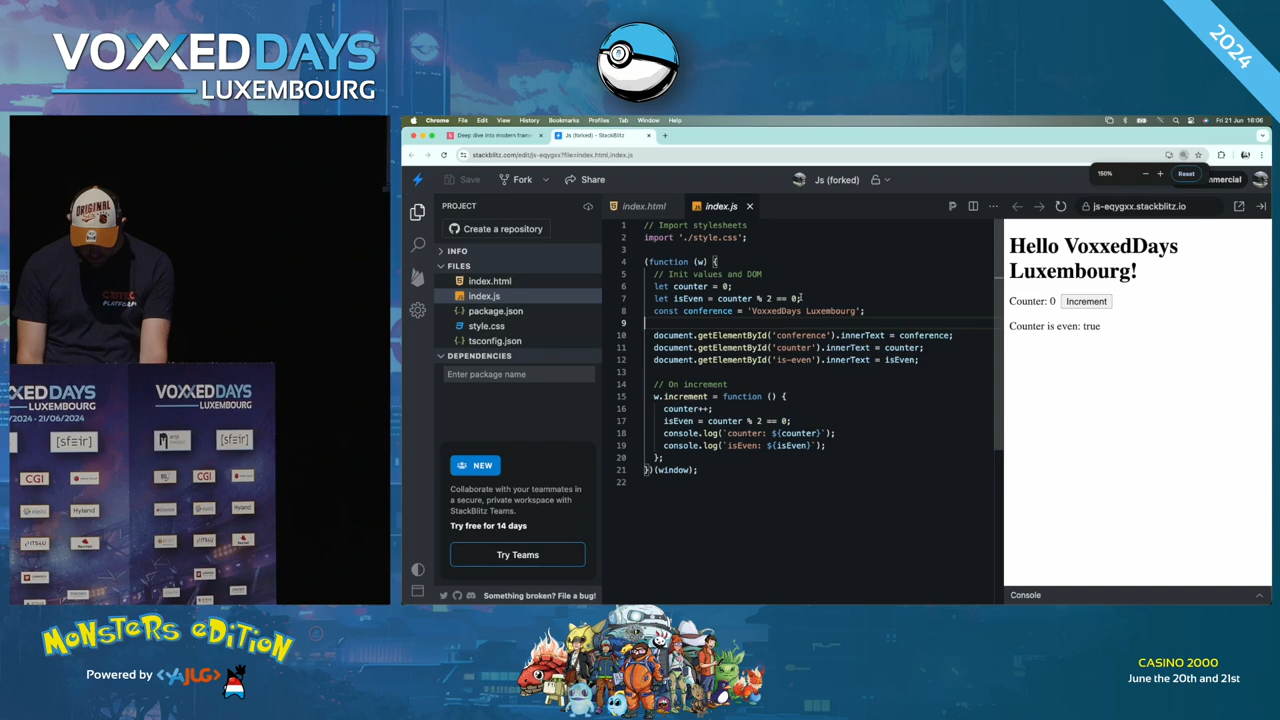 VOXXEDDAYS
LUXEMBOURG
2024
Chrome File Edit View History Bookmarks Profiles Tab Window Help
Fri 21 Jun 16:06
Deep dive into modern fram
Js (forked) – StackBlitz
stackblitz.com/edit/js-eqygxx?file=index.html,index.js
150% − + Reset
Save Fork Share
Js (forked)
mmercial
PROJECT
Create a repository
INFO
FILES
index.html
index.js
package.json
style.css
tsconfig.json
DEPENDENCIES
Enter package name
NEW
Collaborate with your teammates in
a secure, private workspace with
StackBlitz Teams.
Try free for 14 days
Try Teams
Something broken? File a bug!
index.html index.js
1 // Import stylesheets
2 import './style.css';
3
4 (function (w) {
5 // Init values and DOM
6 let counter = 0;
7 let isEven = counter % 2 == 0;
8 const conference = 'VoxxedDays Luxembourg';
9
10 document.getElementById('conference').innerText = conference;
11 document.getElementById('counter').innerText = counter;
12 document.getElementById('is-even').innerText = isEven;
13
14 // On increment
15 w.increment = function () {
16 counter++;
17 isEven = counter % 2 == 0;
18 console.log(`counter: ${counter}`);
19 console.log(`isEven: ${isEven}`);
20 };
21 })(window);
22
js-eqygxx.stackblitz.io
Hello VoxxedDays
Luxembourg!
Counter: 0 Increment
Counter is even: true
Console
ORIGINAL
PLATFORM
XXEDDAYS
LUXEMBOURG
/2024 - 21/06/2024
[sfeir]
CGI
Hyland
VOXXEDDAYS
LUXEMBOURG
[sfeir]
CGI
Hyland
MONSTERS EDITION
Powered by <YAJUG>
CASINO 2000
June the 20th and 21st